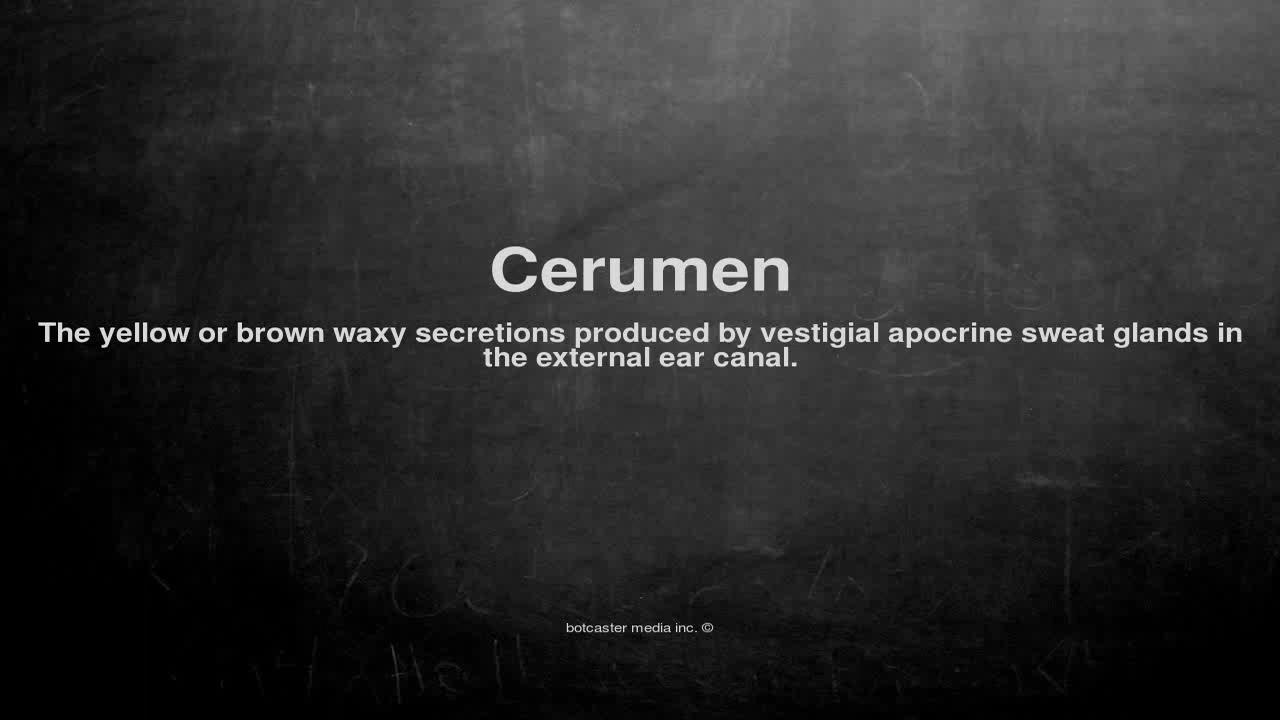 Cerumen
The yellow or brown waxy secretions produced by vestigial apocrine sweat glands in
the external ear canal.
botcaster media inc. ©